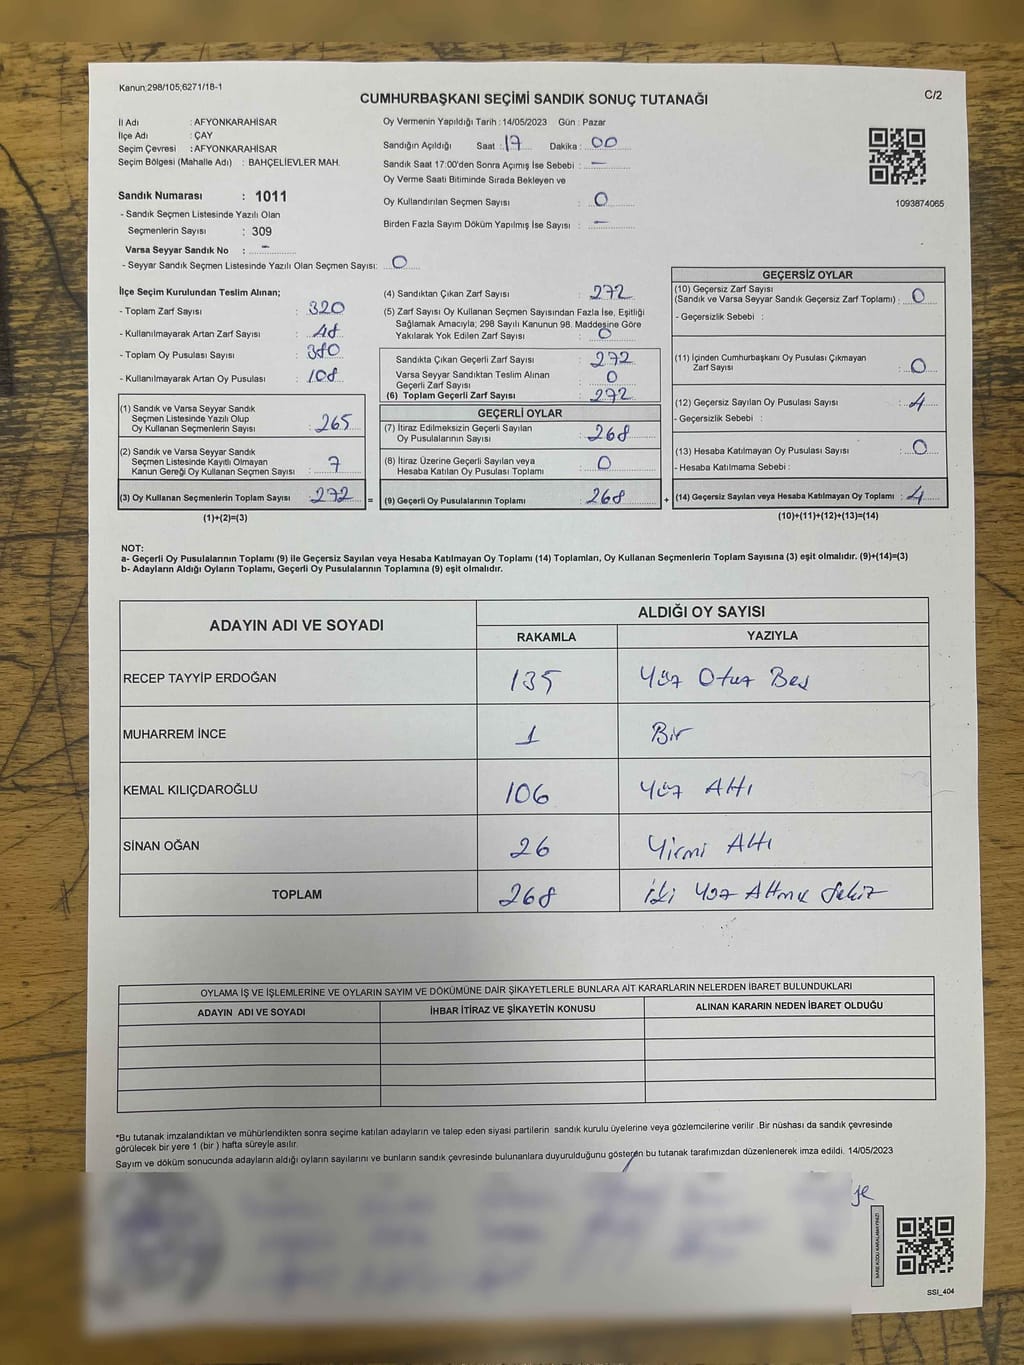 Kanun;298/105;6271/18-1
CUMHURBAŞKANI SEÇİMİ SANDIK SONUÇ TUTANAĞI
C/2
İl Adı : AFYONKARAHİSAR
İlçe Adı : ÇAY
Seçim Çevresi : AFYONKARAHİSAR
Seçim Bölgesi (Mahalle Adı) : BAHÇELİEVLER MAH.
Sandık Numarası : 1011
- Sandık Seçmen Listesinde Yazılı Olan
Seçmenlerin Sayısı : 309
Varsa Seyyar Sandık No : -
- Seyyar Sandık Seçmen Listesinde Yazılı Olan Seçmen Sayısı: 0
Oy Vermenin Yapıldığı Tarih : 14/05/2023 Gün : Pazar
Sandığın Açıldığı Saat : 17 Dakika : 00
Sandık Saat 17:00'den Sonra Açımış İse Sebebi : -
Oy Verme Saati Bitiminde Sırada Bekleyen ve
Oy Kullandırılan Seçmen Sayısı : 0
Birden Fazla Sayım Döküm Yapılmış İse Sayısı : -
1093874065
İlçe Seçim Kurulundan Teslim Alınan;
- Toplam Zarf Sayısı : 320
- Kullanılmayarak Artan Zarf Sayısı : 48
- Toplam Oy Pusulası Sayısı : 380
- Kullanılmayarak Artan Oy Pusulası : 108
(1) Sandık ve Varsa Seyyar Sandık
Seçmen Listesinde Yazılı Olup
Oy Kullanan Seçmenlerin Sayısı : 265
(2) Sandık ve Varsa Seyyar Sandık
Seçmen Listesinde Kayıtlı Olmayan
Kanun Gereği Oy Kullanan Seçmen Sayısı : 7
(3) Oy Kullanan Seçmenlerin Toplam Sayısı : 272 =
(1)+(2)=(3)
(4) Sandıktan Çıkan Zarf Sayısı : 272
(5) Zarf Sayısı Oy Kullanan Seçmen Sayısından Fazla İse, Eşitliği
Sağlamak Amacıyla; 298 Sayılı Kanunun 98. Maddesine Göre
Yakılarak Yok Edilen Zarf Sayısı : 0
Sandıkta Çıkan Geçerli Zarf Sayısı : 272
Varsa Seyyar Sandıktan Teslim Alınan
Geçerli Zarf Sayısı : 0
(6) Toplam Geçerli Zarf Sayısı : 272
GEÇERLİ OYLAR
(7) İtiraz Edilmeksizin Geçerli Sayılan
Oy Pusulalarının Sayısı : 268
(8) İtiraz Üzerine Geçerli Sayılan veya
Hesaba Katılan Oy Pusulası Toplamı : 0
(9) Geçerli Oy Pusulalarının Toplamı : 268 +
GEÇERSİZ OYLAR
(10) Geçersiz Zarf Sayısı
(Sandık ve Varsa Seyyar Sandık Geçersiz Zarf Toplamı) : 0
- Geçersizlik Sebebi :
(11) İçinden Cumhurbaşkanı Oy Pusulası Çıkmayan
Zarf Sayısı : 0
(12) Geçersiz Sayılan Oy Pusulası Sayısı : 4
- Geçersizlik Sebebi :
(13) Hesaba Katılmayan Oy Pusulası Sayısı : 0
- Hesaba Katılmama Sebebi :
(14) Geçersiz Sayılan veya Hesaba Katılmayan Oy Toplamı : 4
(10)+(11)+(12)+(13)=(14)
NOT:
a- Geçerli Oy Pusulalarının Toplamı (9) ile Geçersiz Sayılan veya Hesaba Katılmayan Oy Toplamı (14) Toplamları, Oy Kullanan Seçmenlerin Toplam Sayısına (3) eşit olmalıdır. (9)+(14)=(3)
b- Adayların Aldığı Oyların Toplamı, Geçerli Oy Pusulalarının Toplamına (9) eşit olmalıdır.
ADAYIN ADI VE SOYADI ALDIĞI OY SAYISI
RAKAMLA YAZIYLA
RECEP TAYYİP ERDOĞAN 135 Yüz Otuz Beş
MUHARREM İNCE 1 Bir
KEMAL KILIÇDAROĞLU 106 Yüz Altı
SİNAN OĞAN 26 Yirmi Altı
TOPLAM 268 İki Yüz Altmış Sekiz
OYLAMA İŞ VE İŞLEMLERİNE VE OYLARIN SAYIM VE DÖKÜMÜNE DAİR ŞİKAYETLERLE BUNLARA AİT KARARLARIN NELERDEN İBARET BULUNDUKLARI
ADAYIN ADI VE SOYADI İHBAR İTİRAZ VE ŞİKAYETİN KONUSU ALINAN KARARIN NEDEN İBARET OLDUĞU
*Bu tutanak imzalandıktan ve mühürlendikten sonra seçime katılan adayların ve talep eden siyasi partilerin sandık kurulu üyelerine veya gözlemcilerine verilir .Bir nüshası da sandık çevresinde
görülecek bir yere 1 (bir ) hafta süreyle asılır.
Sayım ve döküm sonucunda adayların aldığı oyların sayılarını ve bunların sandık çevresinde bulunanlara duyurulduğunu gösteren bu tutanak tarafımızdan düzenlenerek imza edildi. 14/05/2023
SSI_404